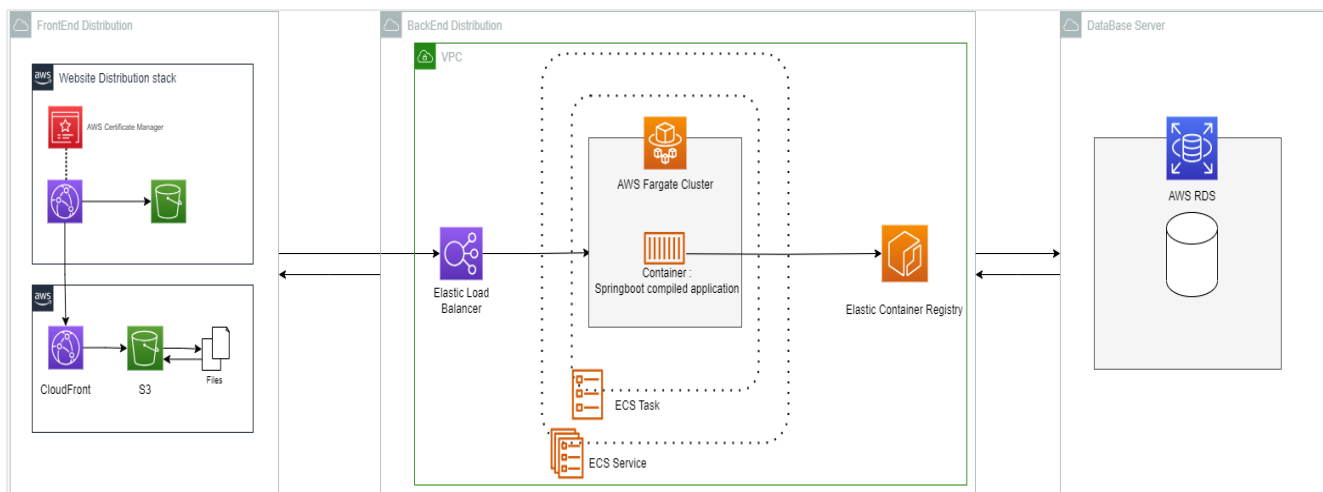 FrontEnd Distribution
aws
Website Distribution stack
AWS Certificate Manager
aws
CloudFront
S3
Files
BackEnd Distribution
VPC
Elastic Load
Balancer
AWS Fargate Cluster
Container :
Springboot compiled application
ECS Task
ECS Service
Elastic Container Registry
DataBase Server
AWS RDS